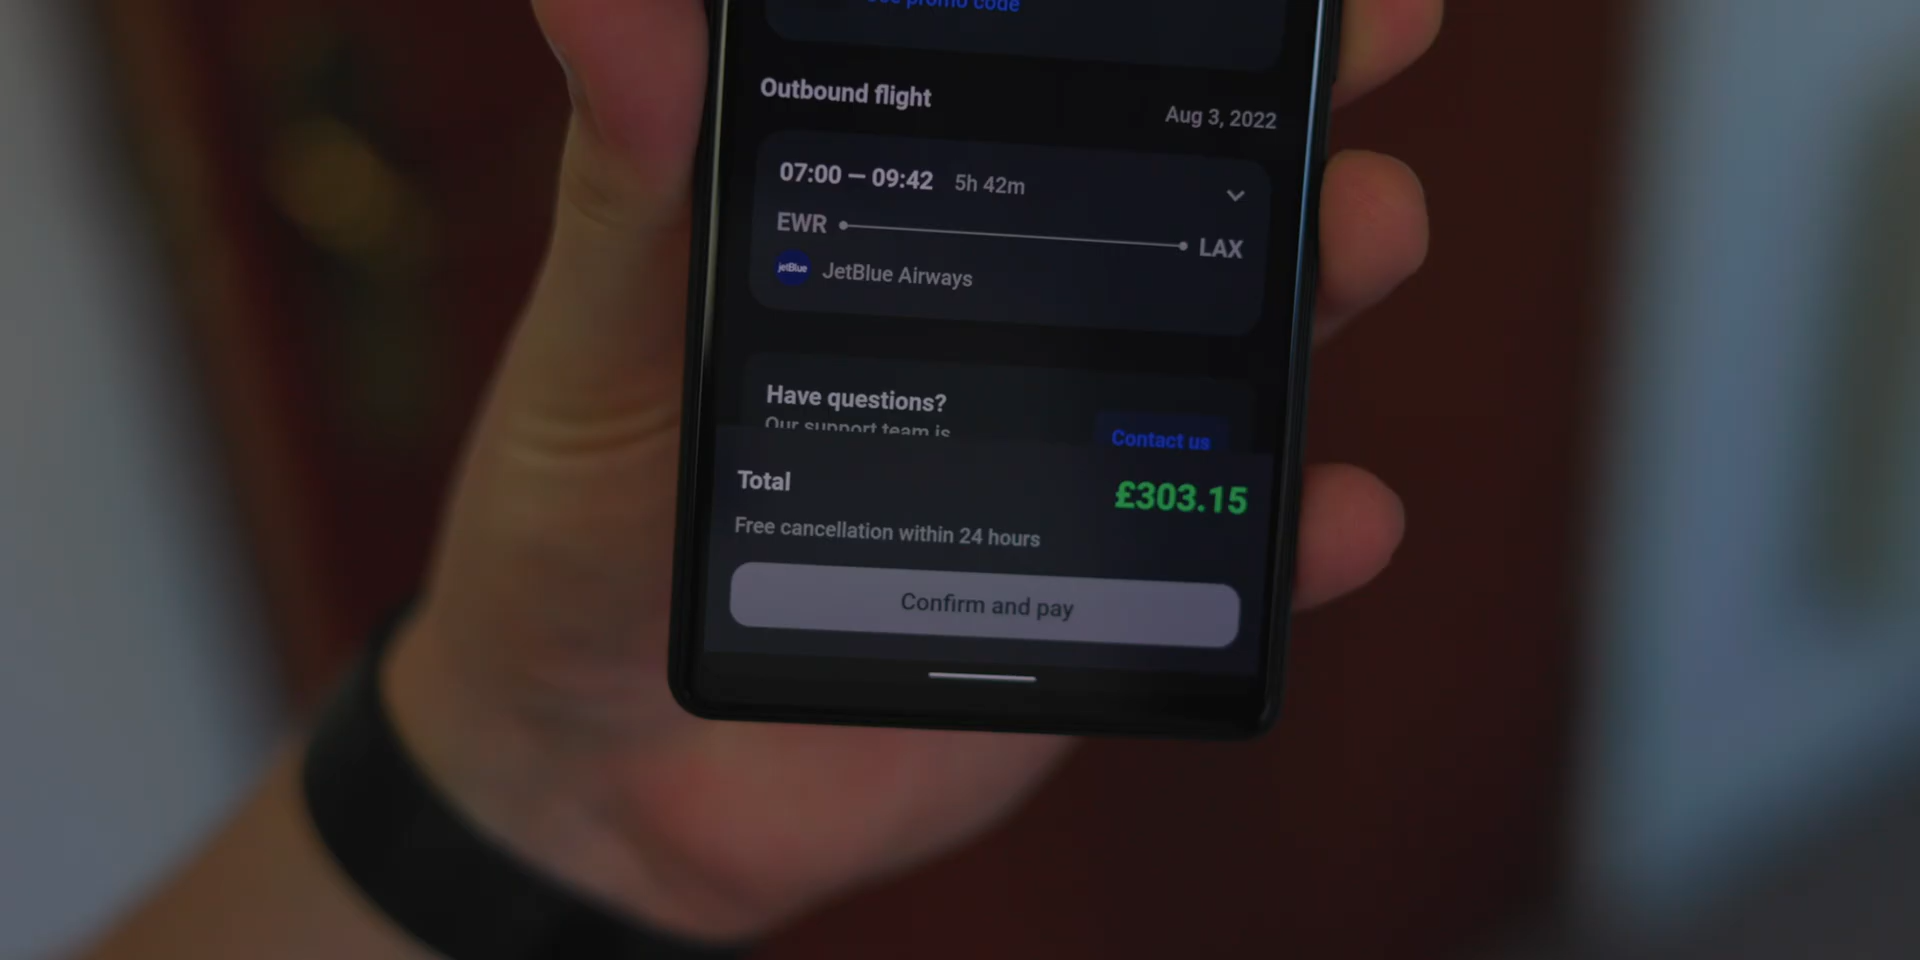 promo code
Outbound flight
Aug 3, 2022
07:00 — 09:42 5h 42m
EWR LAX
jetBlue JetBlue Airways
Have questions?
Our support team is
Contact us
Total £303.15
Free cancellation within 24 hours
Confirm and pay